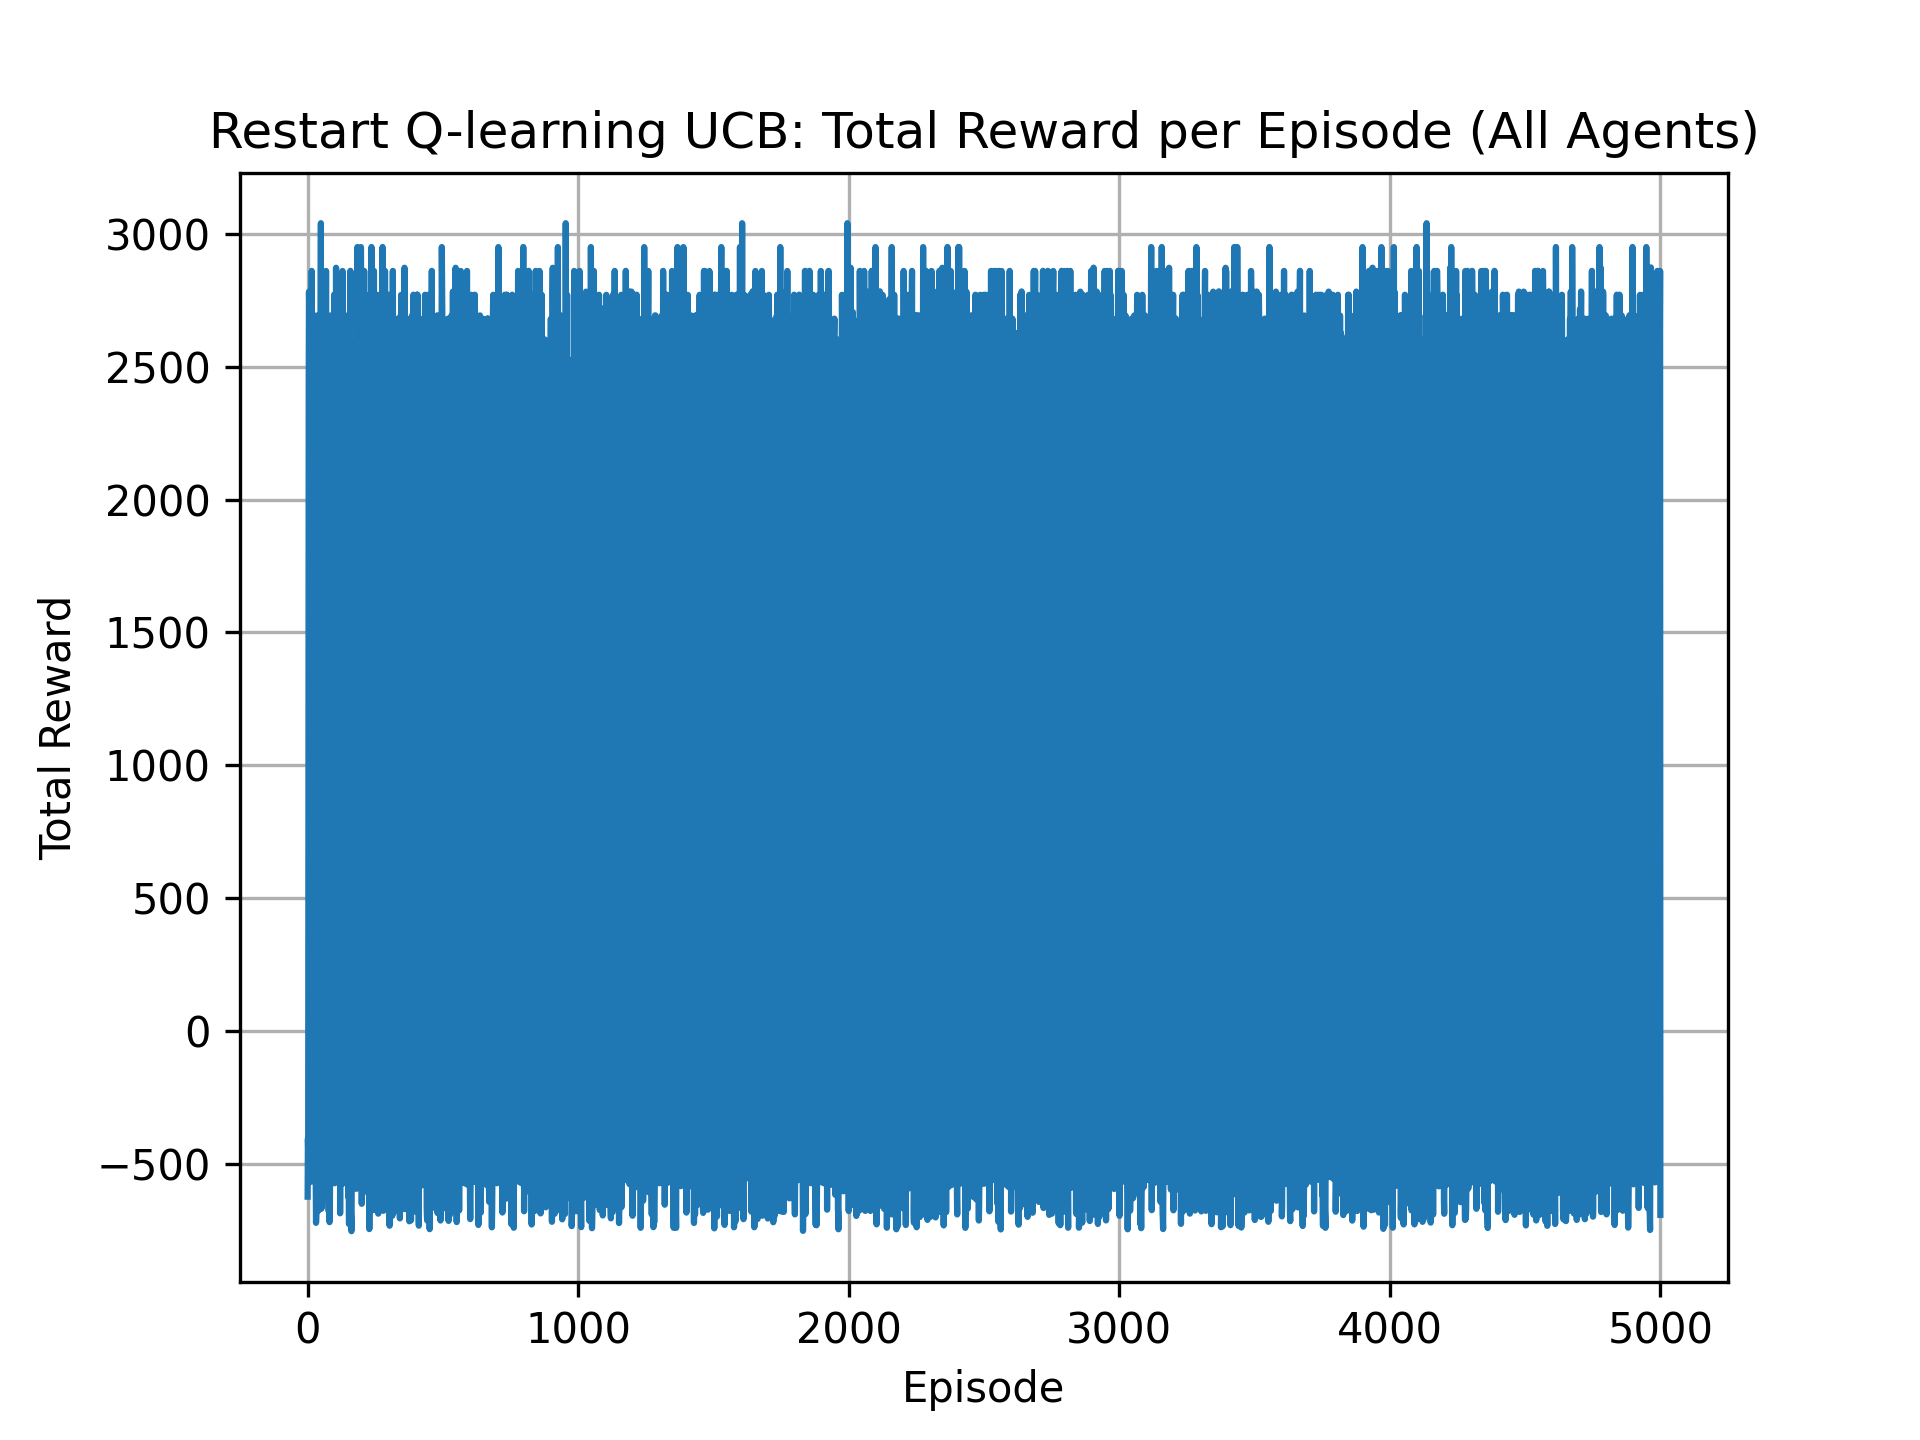 Restart Q-learning UCB: Total Reward per Episode (All Agents)
3000
2500
2000
1500
1000
500
0
−500
Total Reward
0 1000 2000 3000 4000 5000
Episode